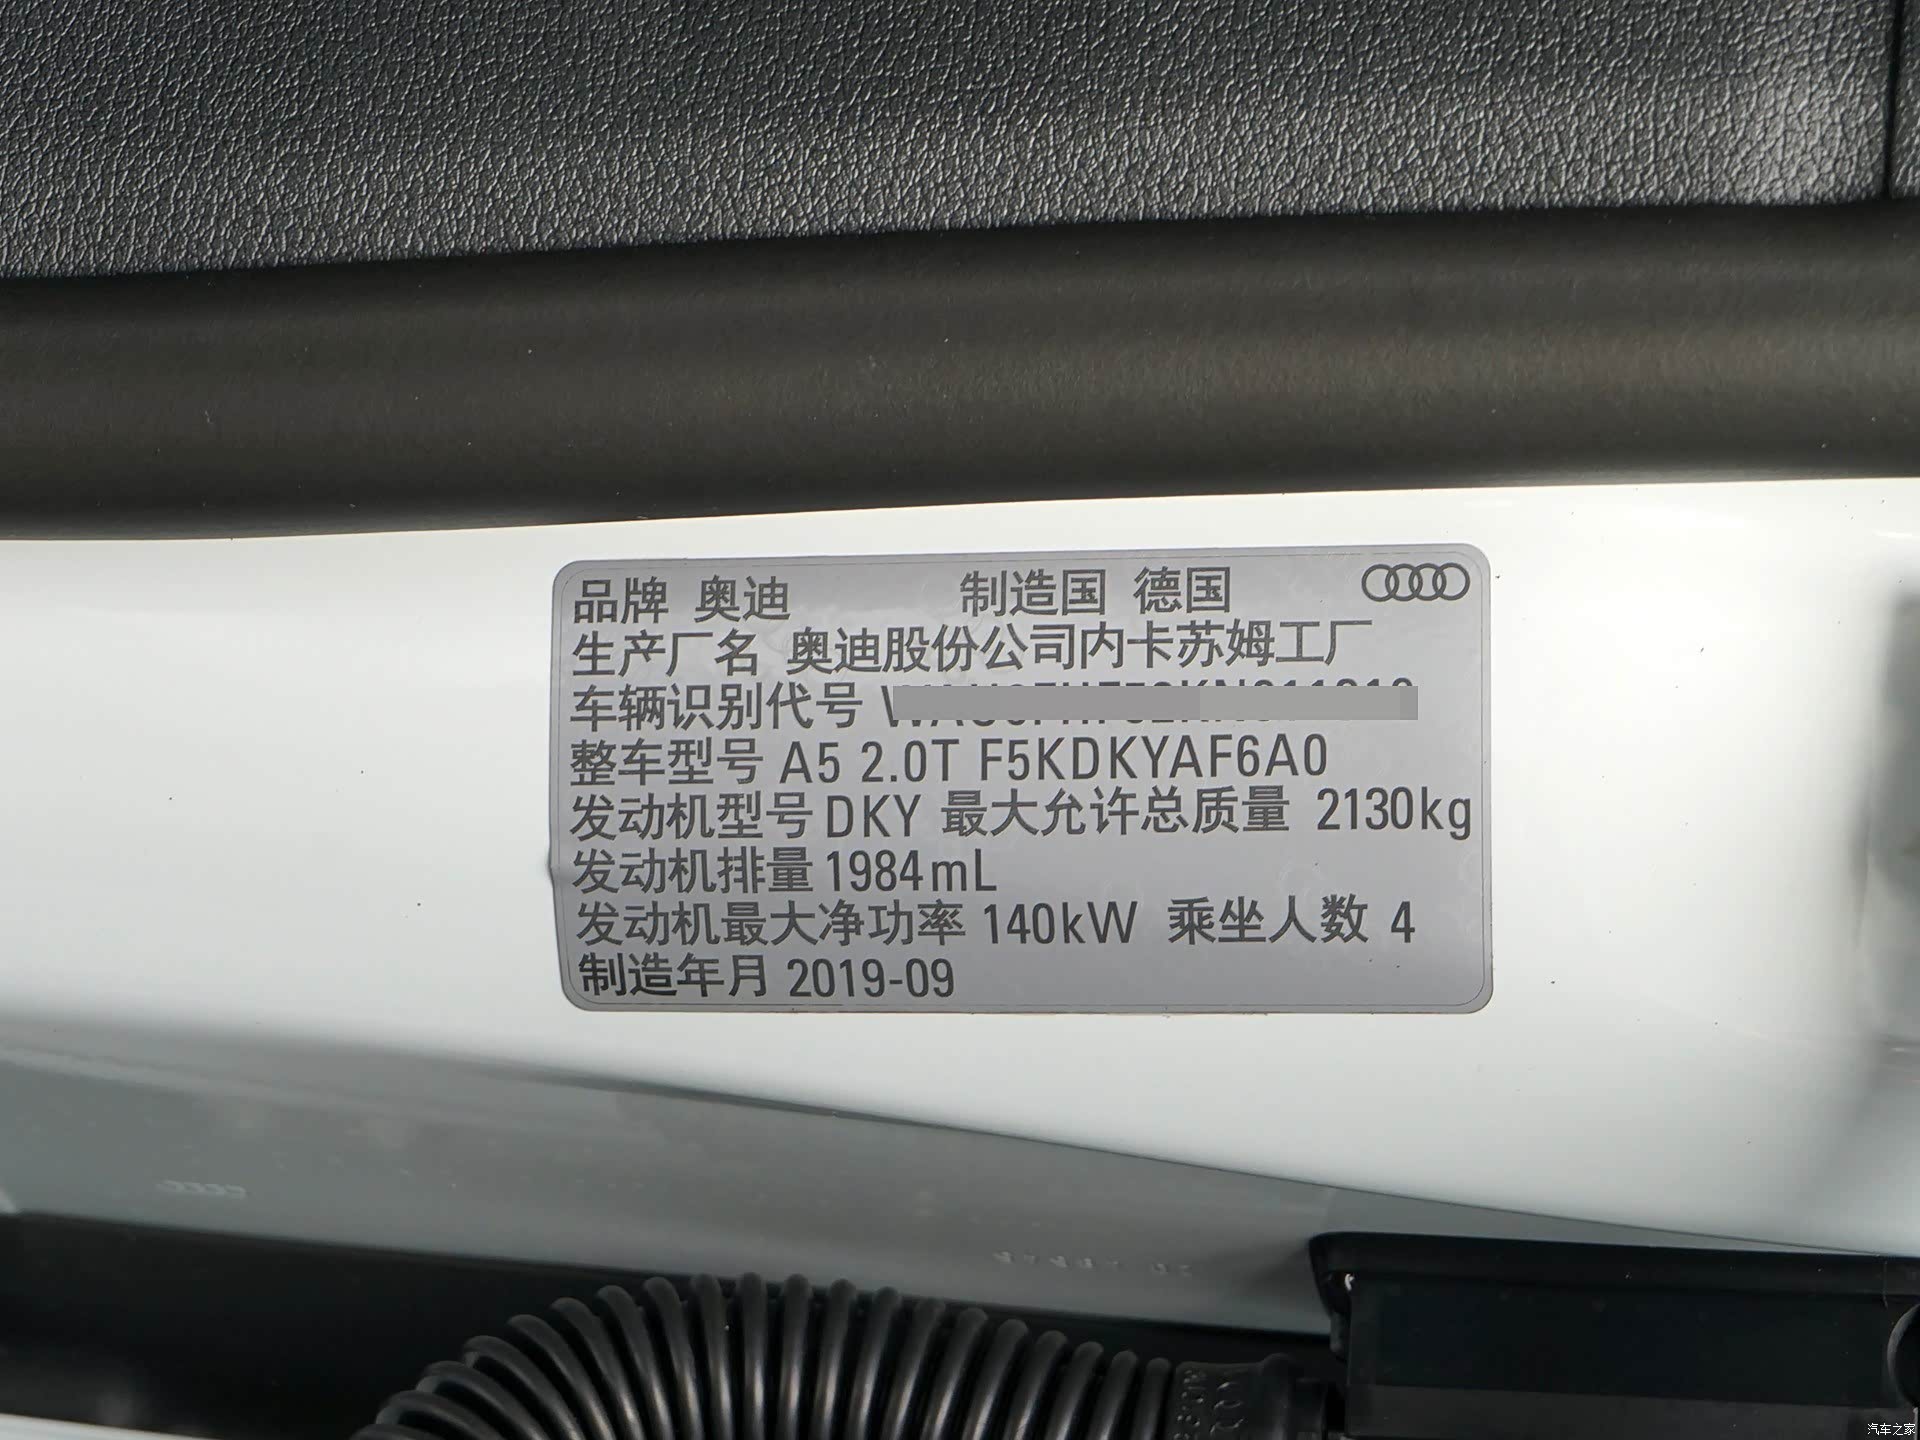 品牌 奥迪 制造国 德国
生产厂名 奥迪股份公司内卡苏姆工厂
车辆识别代号
整车型号 A5 2.0T F5KDKYAF6A0
发动机型号 DKY 最大允许总质量 2130kg
发动机排量 1984mL
发动机最大净功率 140kW 乘坐人数 4
制造年月 2019-09
汽车之家